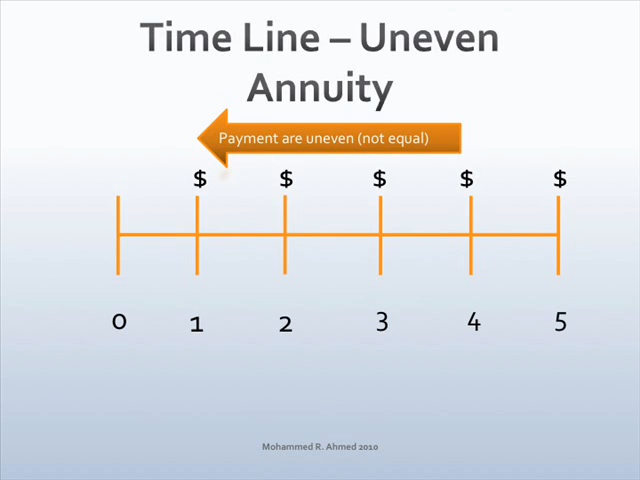 Time Line – Uneven
Annuity
Payment are uneven (not equal)
$ $ $ $ $
0 1 2 3 4 5
Mohammed R. Ahmed 2010